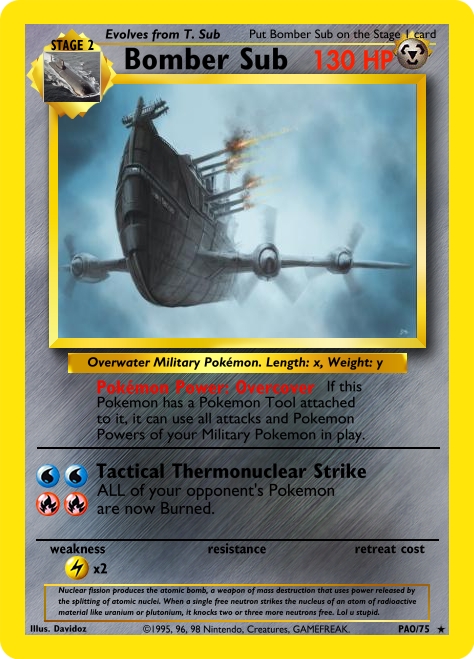 Evolves from T. Sub
Put Bomber Sub on the Stage 1 card
STAGE 2
Bomber Sub 130 HP
Overwater Military Pokémon. Length: x, Weight: y
Pokémon Power: Overcover If this
Pokemon has a Pokemon Tool attached
to it, it can use all attacks and Pokemon
Powers of your Military Pokemon in play.
Tactical Thermonuclear Strike
ALL of your opponent's Pokemon
are now Burned.
weakness resistance retreat cost
x2
Nuclear fission produces the atomic bomb, a weapon of mass destruction that uses power released by
the splitting of atomic nuclei. When a single free neutron strikes the nucleus of an atom of radioactive
material like uranium or plutonium, it knocks two or three more neutrons free. Lol u stupid.
Illus. Davidoz ©1995, 96, 98 Nintendo, Creatures, GAMEFREAK. PAO/75 ★